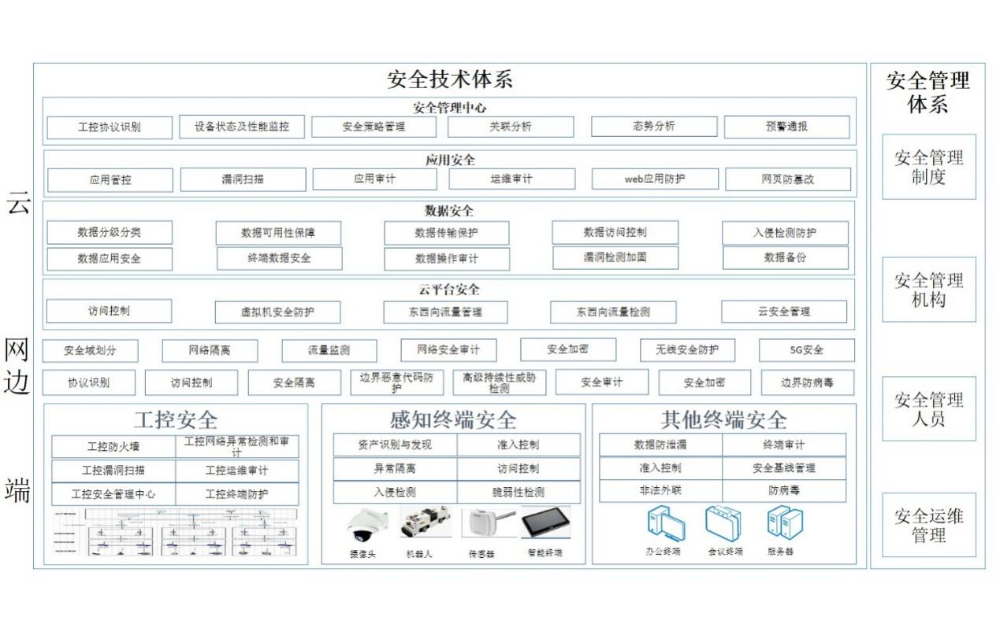 安全技术体系
安全管理中心
工控协议识别
设备状态及性能监控
安全策略管理
关联分析
态势分析
预警通报
应用安全
应用管控
漏洞扫描
应用审计
运维审计
web应用防护
网页防篡改
云
数据安全
数据分级分类
数据可用性保障
数据传输保护
数据访问控制
入侵检测防护
数据应用安全
终端数据安全
数据操作审计
漏洞检测加固
数据备份
云平台安全
访问控制
虚拟机安全防护
东西向流量管理
东西向流量检测
云安全管理
网
安全域划分
网络隔离
流量监测
网络安全审计
安全加密
无线安全防护
5G安全
边
协议识别
访问控制
安全隔离
边界恶意代码防
护
高级持续性威胁
检测
安全审计
安全加密
边界防病毒
端
工控安全
工控防火墙
工控网络异常检测和审
计
工控漏洞扫描
工控运维审计
工控安全管理中心
工控终端防护
感知终端安全
资产识别与发现
准入控制
异常隔离
访问控制
入侵检测
脆弱性检测
摄像头
机器人
传感器
智能终端
其他终端安全
数据防泄漏
终端审计
准入控制
安全基线管理
非法外联
防病毒
办公终端
会议终端
服务器
安全管理
体系
安全管理
制度
安全管理
机构
安全管理
人员
安全运维
管理